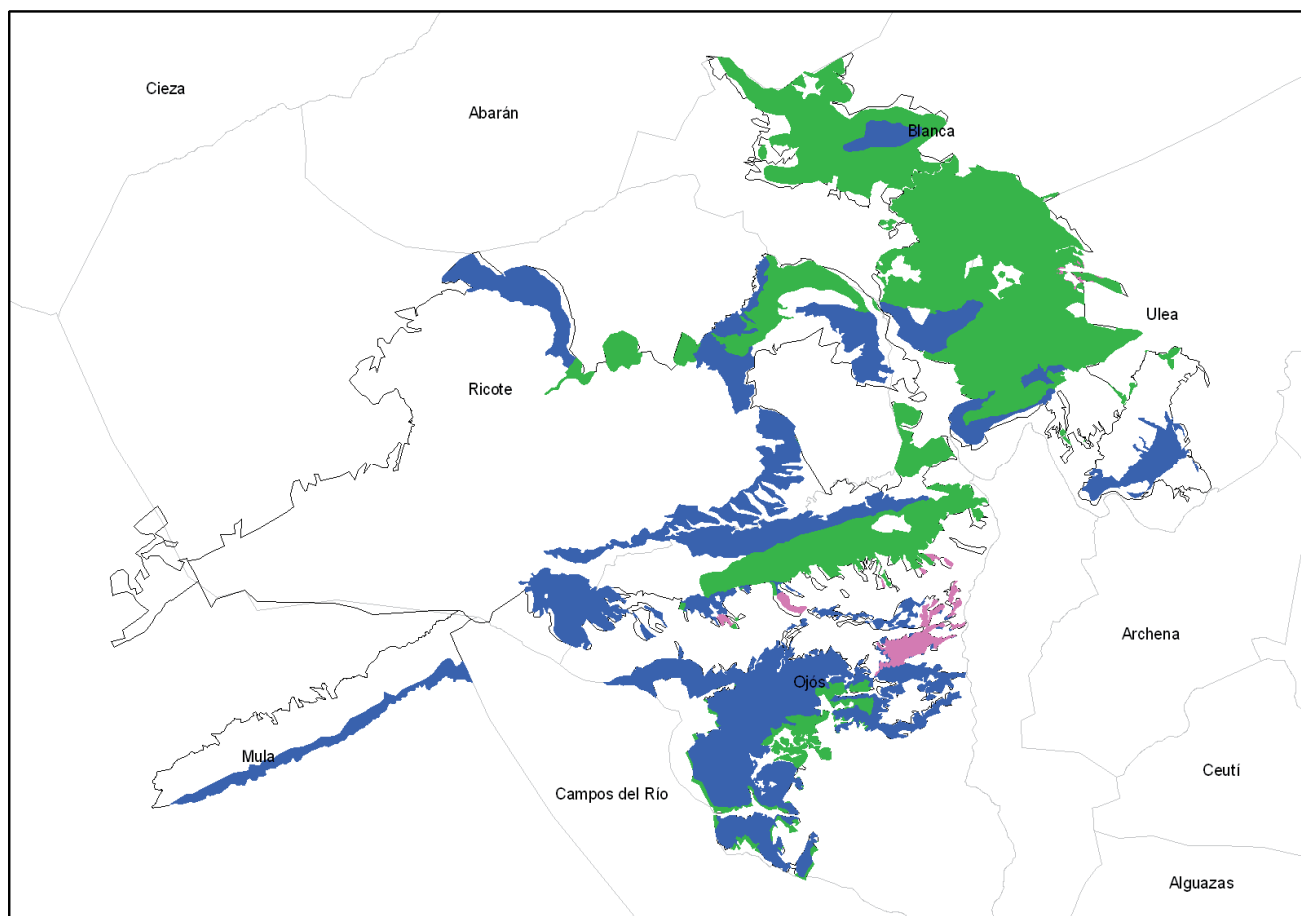 Cieza
Abarán
Blanca
Ulea
Ricote
Archena
Ojós
Mula
Ceutí
Campos del Río
Alguazas